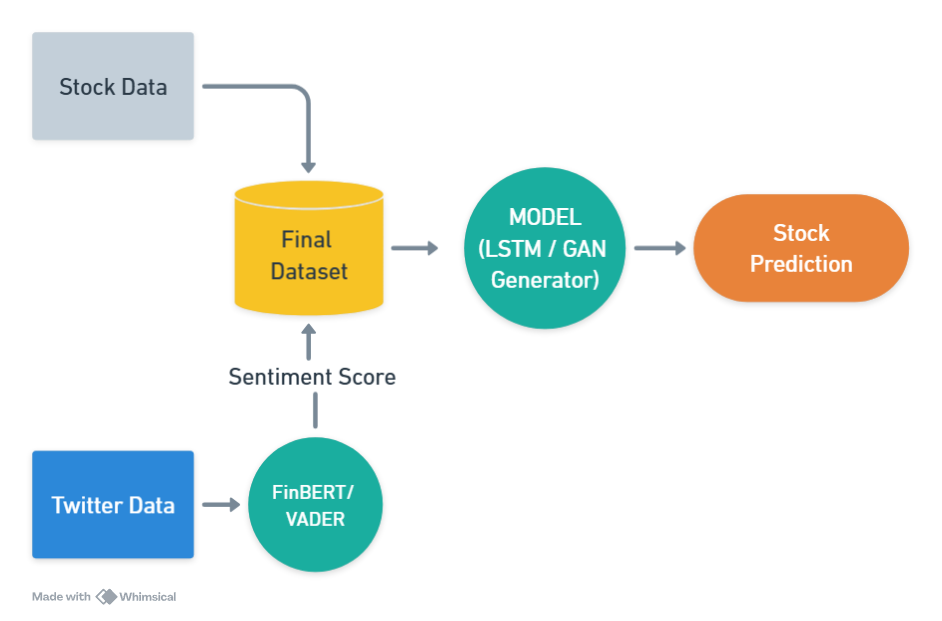 Stock Data
Final
Dataset
MODEL
(LSTM / GAN
Generator)
Stock
Prediction
Sentiment Score
Twitter Data
FinBERT/
VADER
Made with Whimsical